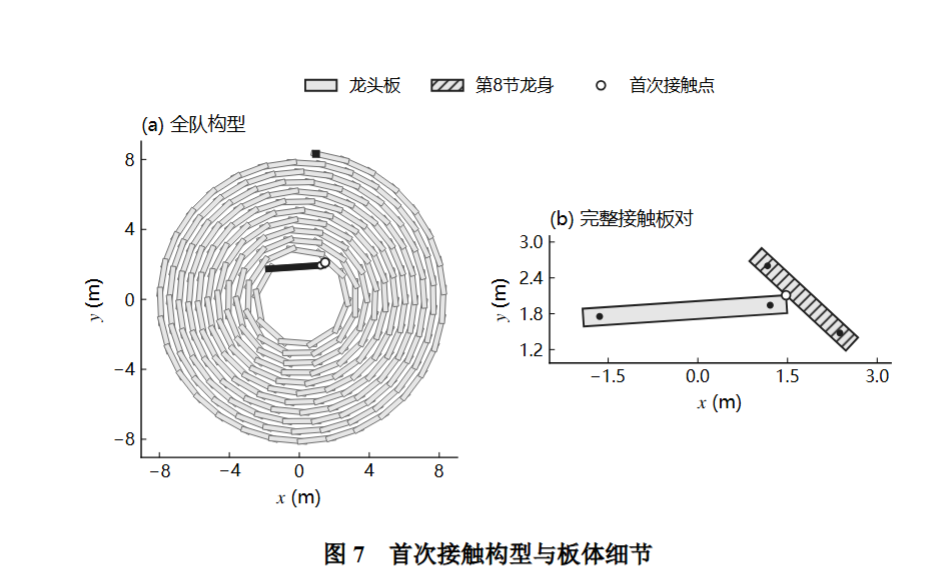 龙头板 第8节龙身 首次接触点
(a) 全队构型
8
4
0
−4
−8
y (m)
−8 −4 0 4 8
x (m)
(b) 完整接触板对
3.0
2.4
1.8
1.2
y (m)
−1.5 0.0 1.5 3.0
x (m)
图 7 首次接触构型与板体细节